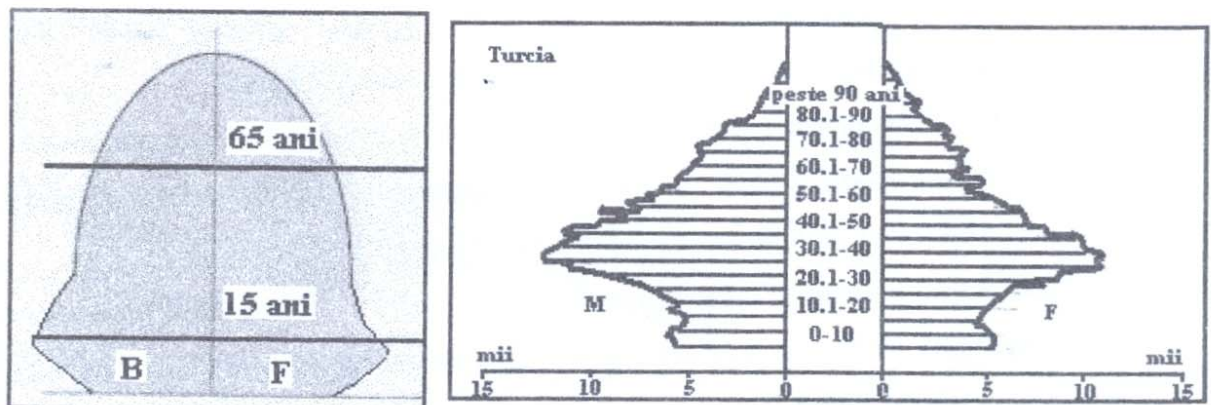 65 ani
15 ani
B F
Turcia
peste 90 ani
80.1-90
70.1-80
60.1-70
50.1-60
40.1-50
30.1-40
20.1-30
10.1-20
0-10
M F
mii mii
15 10 5 0 0 5 10 15